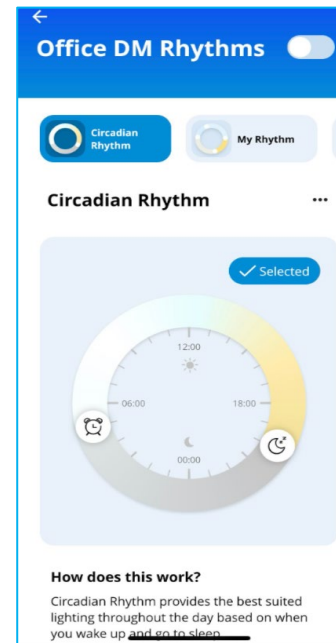 Office DM Rhythms
Circadian
Rhythm
My Rhythm
Circadian Rhythm
Selected
12:00
06:00
18:00
00:00
How does this work?
Circadian Rhythm provides the best suited
lighting throughout the day based on when
you wake up and go to sleep